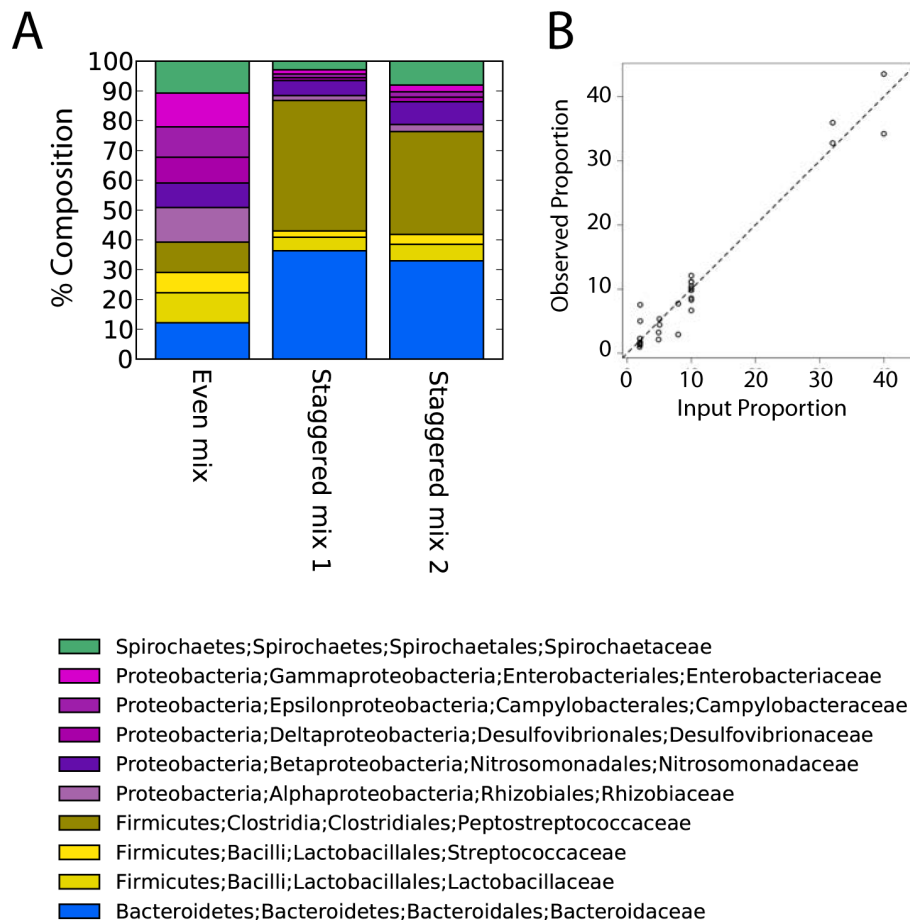 A
B
100
90
80
70
60
50
40
30
20
10
0
% Composition
Even mix
Staggered mix 1
Staggered mix 2
40
30
20
10
0
Observed Proportion
0 10 20 30 40
Input Proportion
Spirochaetes;Spirochaetes;Spirochaetales;Spirochaetaceae
Proteobacteria;Gammaproteobacteria;Enterobacteriales;Enterobacteriaceae
Proteobacteria;Epsilonproteobacteria;Campylobacterales;Campylobacteraceae
Proteobacteria;Deltaproteobacteria;Desulfovibrionales;Desulfovibrionaceae
Proteobacteria;Betaproteobacteria;Nitrosomonadales;Nitrosomonadaceae
Proteobacteria;Alphaproteobacteria;Rhizobiales;Rhizobiaceae
Firmicutes;Clostridia;Clostridiales;Peptostreptococcaceae
Firmicutes;Bacilli;Lactobacillales;Streptococcaceae
Firmicutes;Bacilli;Lactobacillales;Lactobacillaceae
Bacteroidetes;Bacteroidetes;Bacteroidales;Bacteroidaceae